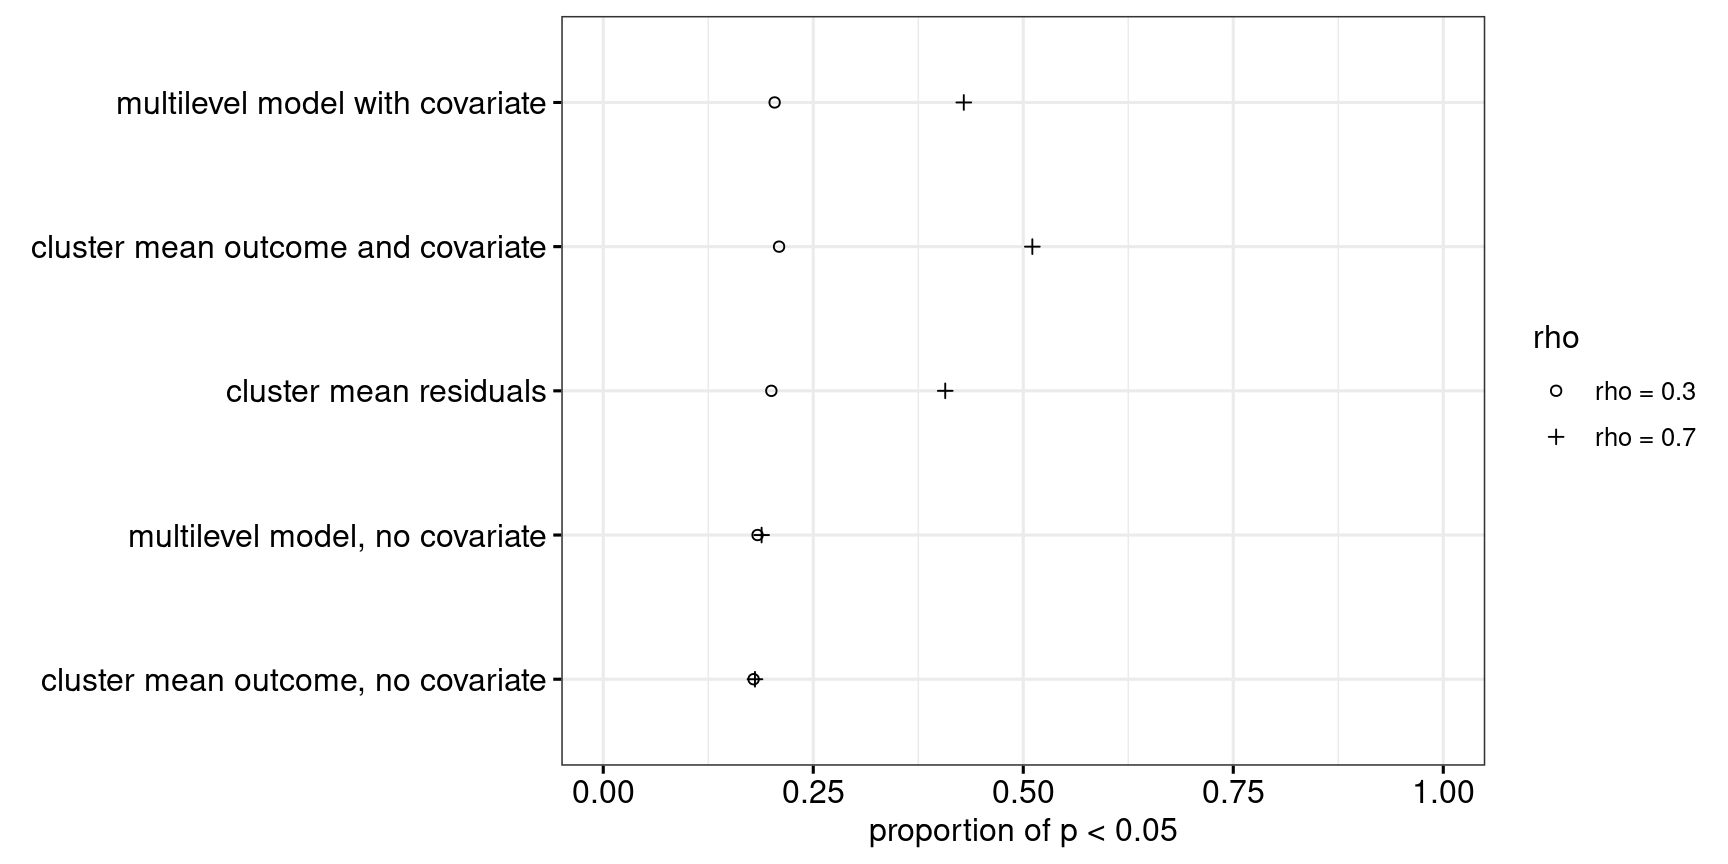 multilevel model with covariate
cluster mean outcome and covariate
cluster mean residuals
multilevel model, no covariate
cluster mean outcome, no covariate
0.00 0.25 0.50 0.75 1.00
proportion of p < 0.05
rho
rho = 0.3
rho = 0.7